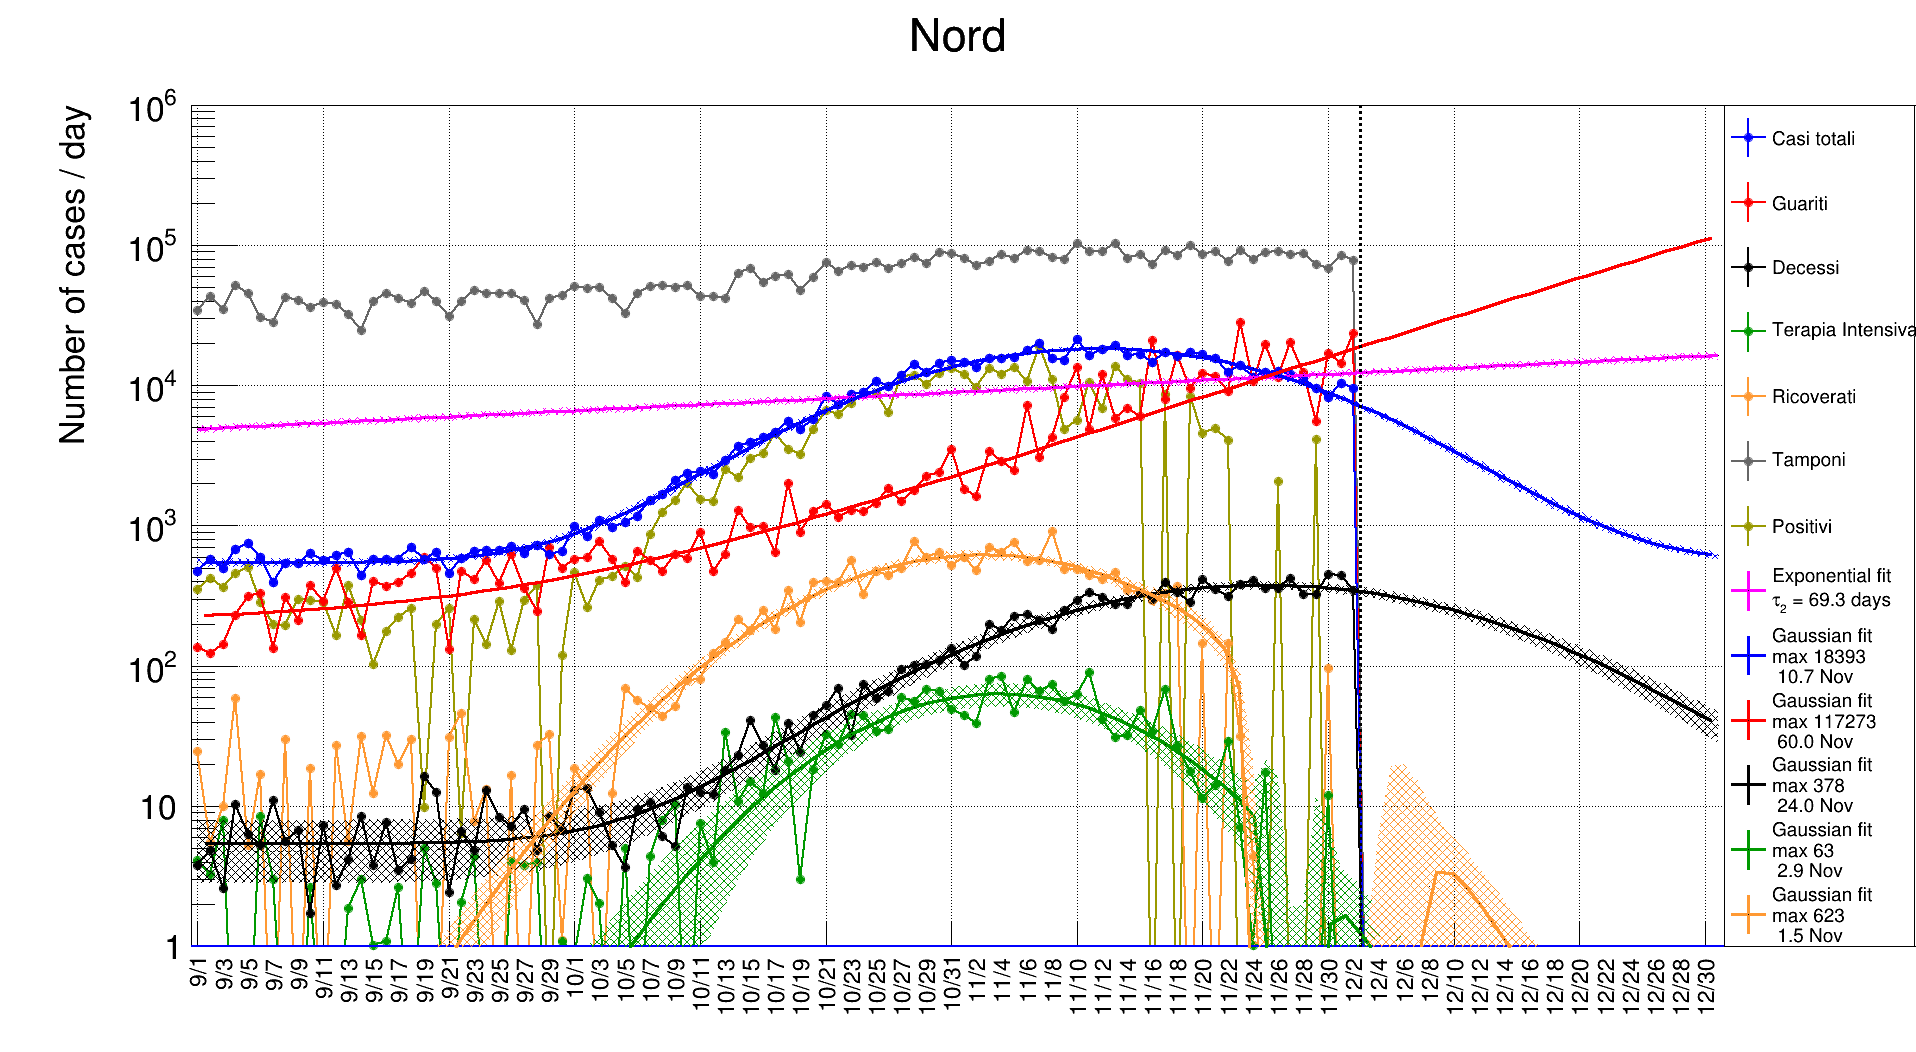 Nord
Number of cases / day
10^6
10^5
10^4
10^3
10^2
10
1
9/1 9/3 9/5 9/7 9/9 9/11 9/13 9/15 9/17 9/19 9/21 9/23 9/25 9/27 9/29 10/1 10/3 10/5 10/7 10/9 10/11 10/13 10/15 10/17 10/19 10/21 10/23 10/25 10/27 10/29 10/31 11/2 11/4 11/6 11/8 11/10 11/12 11/14 11/16 11/18 11/20 11/22 11/24 11/26 11/28 11/30 12/2 12/4 12/6 12/8 12/10 12/12 12/14 12/16 12/18 12/20 12/22 12/24 12/26 12/28 12/30
Casi totali
Guariti
Decessi
Terapia Intensiva
Ricoverati
Tamponi
Positivi
Exponential fit
τ2 = 69.3 days
Gaussian fit
max 18393
10.7 Nov
Gaussian fit
max 117273
60.0 Nov
Gaussian fit
max 378
24.0 Nov
Gaussian fit
max 63
2.9 Nov
Gaussian fit
max 623
1.5 Nov